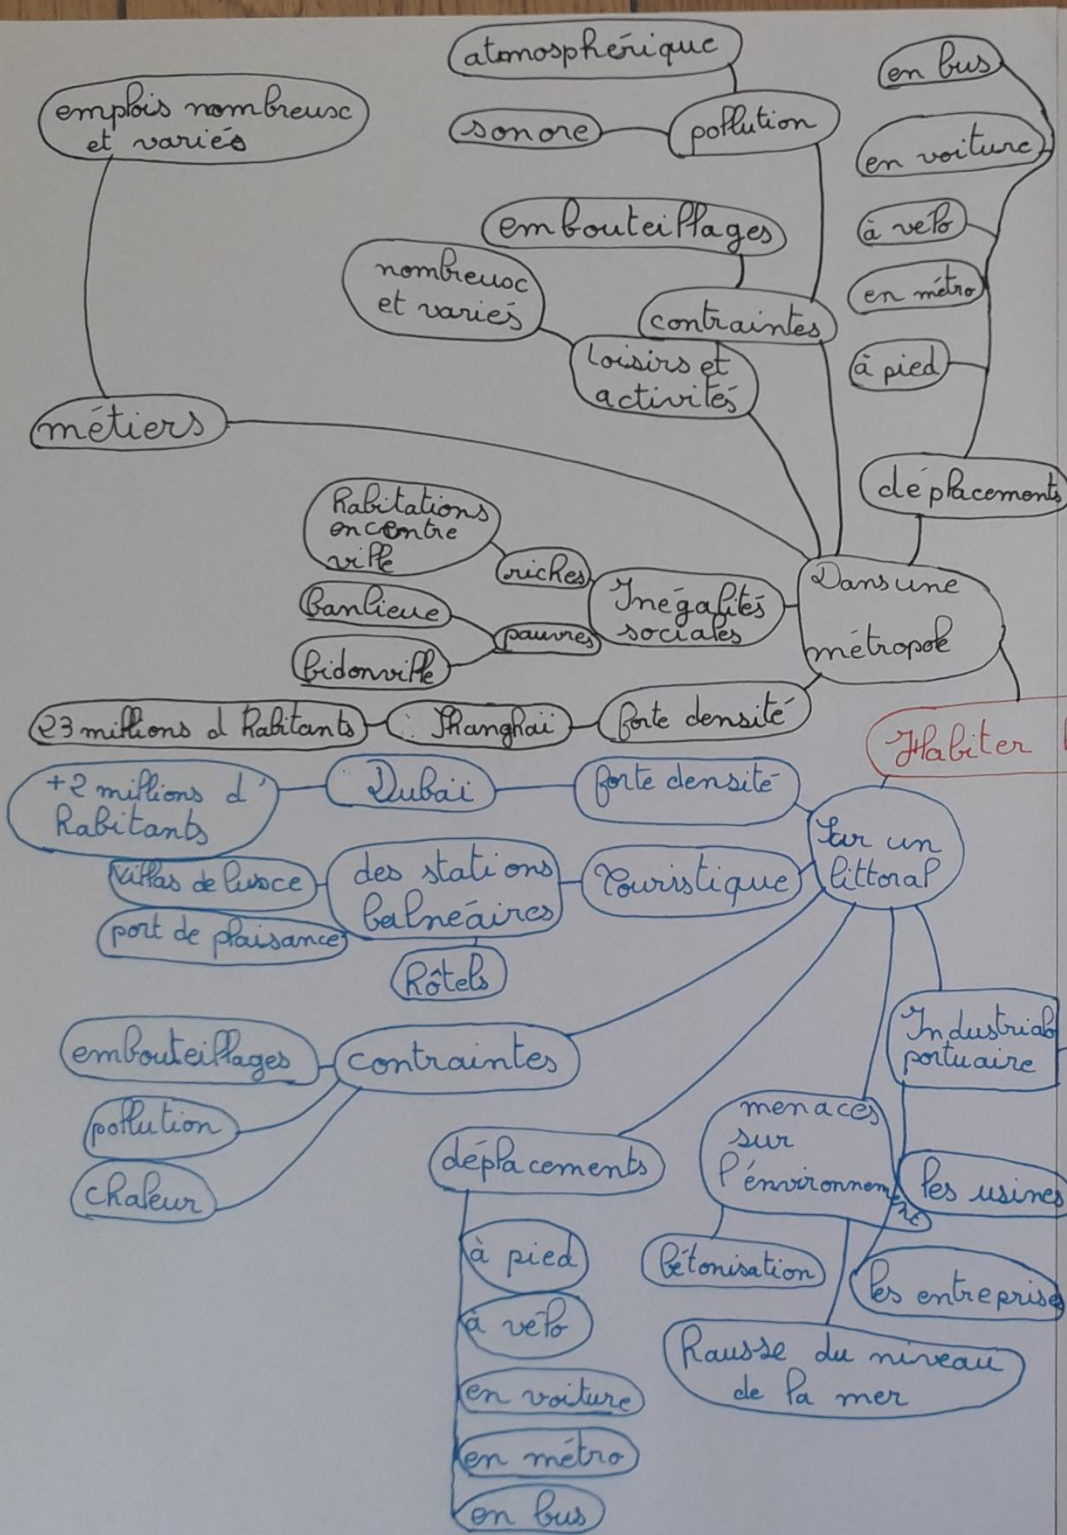 atomosphérique
en bus
emplois nombreux
et variés
sonore
pollution
en voiture
embouteillages
à vélo
nombreux
et variés
en métro
contraintes
Loisirs et
activités
à pied
métiers
déplacements
habitations
en centre
ville
riches
Dans une
métropole
Inégalités
sociales
banlieue
pauvres
bidonville
23 millions d habitants
Shanghaï
forte densité
Habiter
+2 millions d'
habitants
Dubaï
forte densité
Sur un
littoral
villas de luxe
des stations
balnéaires
Touristique
port de plaisance
hôtels
Industrialo
portuaire
embouteillages
contraintes
pollution
menaces
sur
l'énvironnement
déplacements
les usines
chaleur
à pied
bétonisation
les entreprises
à vélo
hausse du niveau
de la mer
en voiture
en métro
en bus